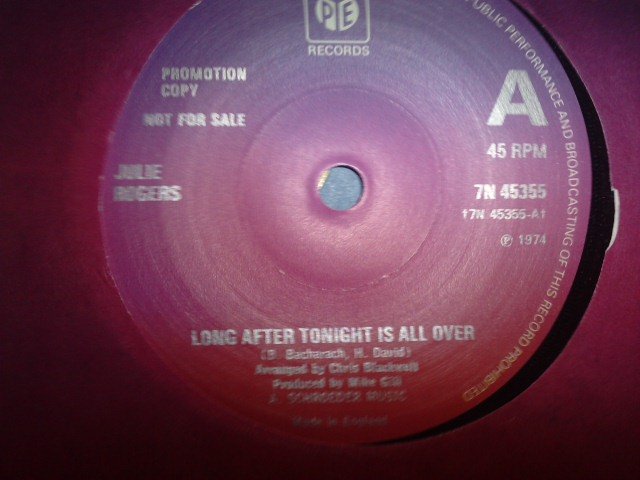 PYE
RECORDS
PROMOTION
COPY
NOT FOR SALE
JULIE
ROGERS
A
45 RPM
7N 45355
17N 45355-A1
℗ 1974
LONG AFTER TONIGHT IS ALL OVER
(B. Bacharach, H. David)
Arranged by Chris Blackwell
Produced by Mike Gill
A. SCHROEDER MUSIC
Made in England
PUBLIC PERFORMANCE AND BROADCASTING OF THIS RECORD PROHIBITED